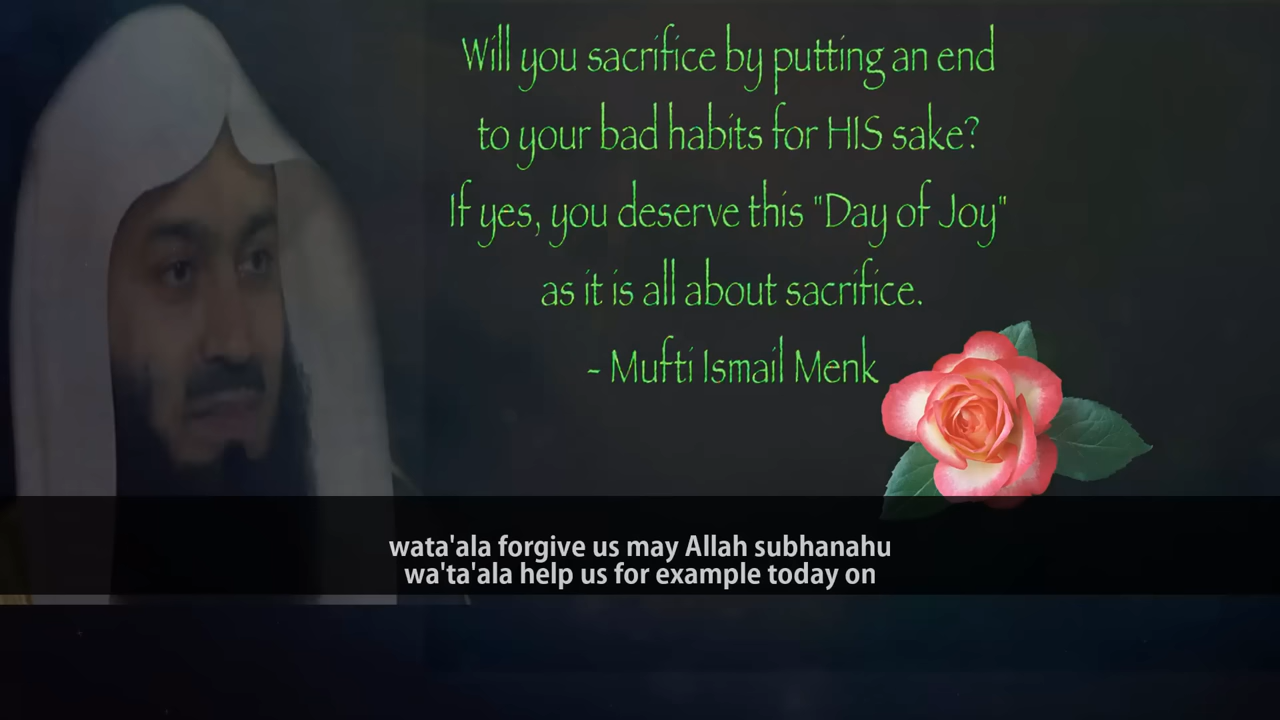 Will you sacrifice by putting an end
to your bad habits for HIS sake?
If yes, you deserve this "Day of Joy"
as it is all about sacrifice.
- Mufti Ismail Menk
wata'ala forgive us may Allah subhanahu
wa'ta'ala help us for example today on